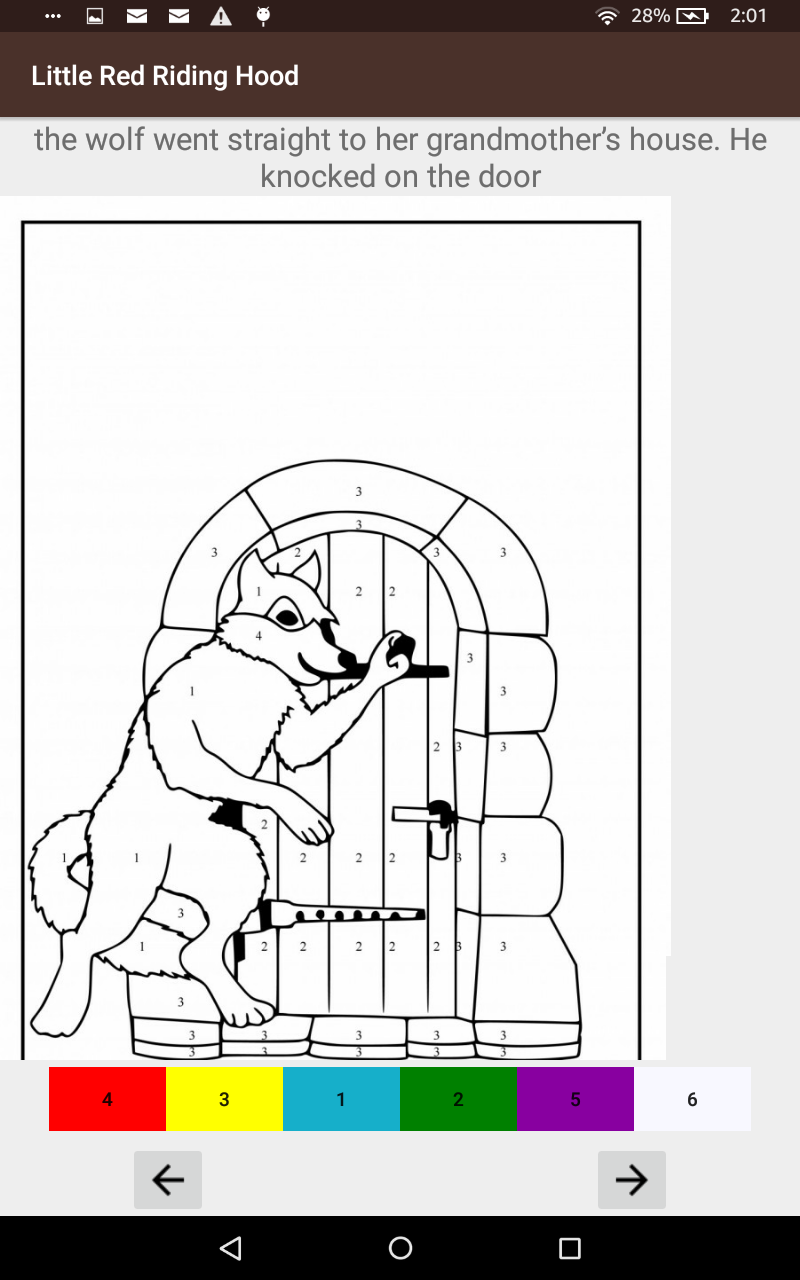 28% 2:01
Little Red Riding Hood
the wolf went straight to her grandmother’s house. He
knocked on the door
3
3
3 2 3 3
1 2 2
4
3
1 3
2 3 3
2
1 1 2 2 2 3 3
3
1 2 2 2 2 2 3 3
3
3 3 3 3 3
3 3 3 3 3
4 3 1 2 5 6